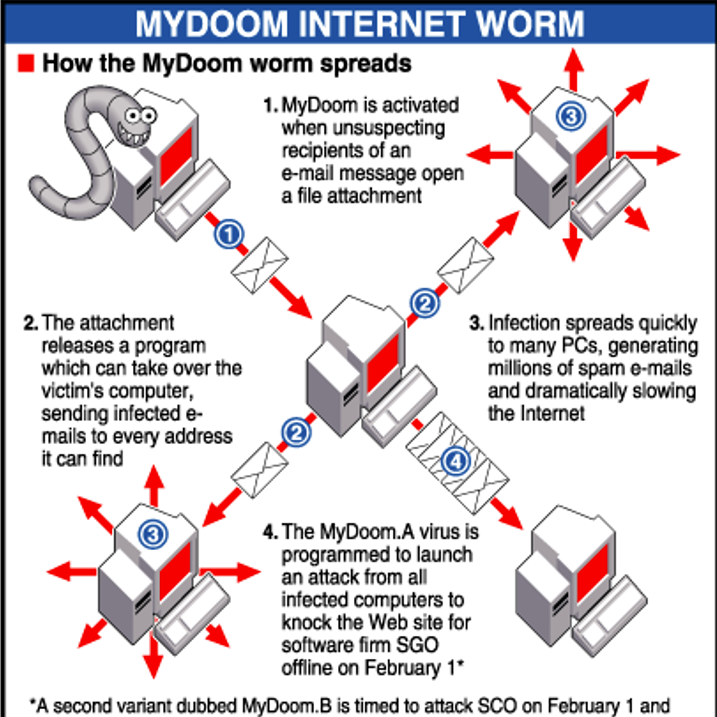 MYDOOM INTERNET WORM
How the MyDoom worm spreads
1. MyDoom is activated
when unsuspecting
recipients of an
e-mail message open
a file attachment
3
1
2
2. The attachment
releases a program
which can take over the
victim's computer,
sending infected e-
mails to every address
it can find
3. Infection spreads quickly
to many PCs, generating
millions of spam e-mails
and dramatically slowing
the Internet
2
4
3
4. The MyDoom.A virus is
programmed to launch
an attack from all
infected computers to
knock the Web site for
software firm SGO
offline on February 1*
*A second variant dubbed MyDoom.B is timed to attack SCO on February 1 and